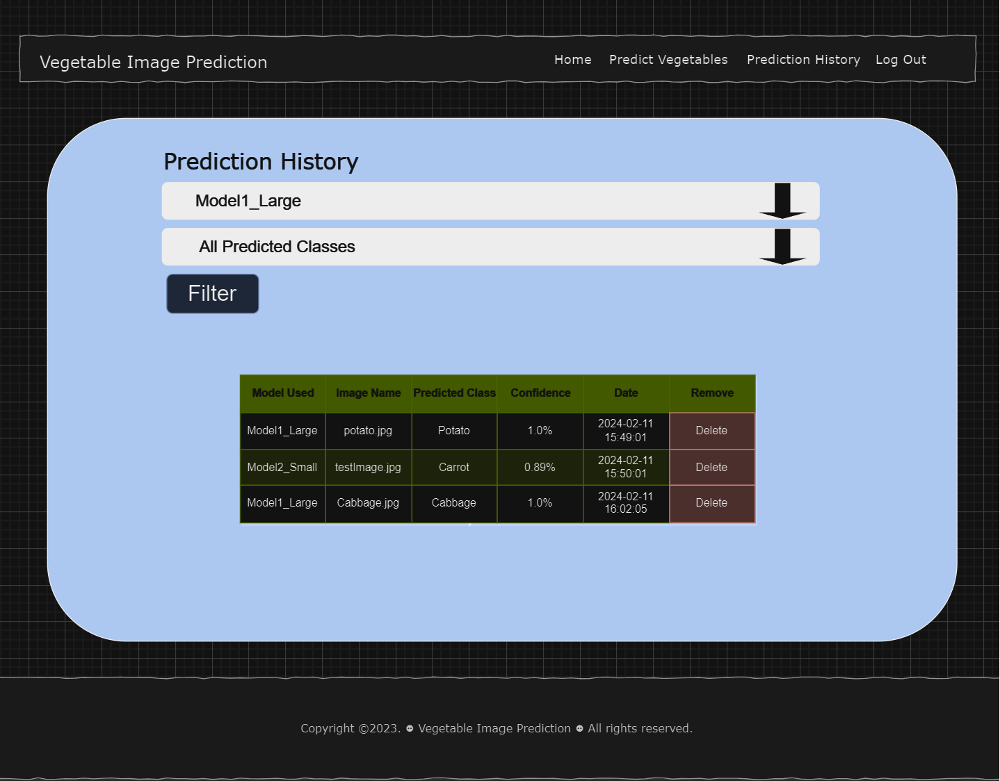 Vegetable Image Prediction
Home Predict Vegetables Prediction History Log Out
Prediction History
Model1_Large
All Predicted Classes
Filter
Model Used Image Name Predicted Class Confidence Date Remove
Model1_Large potato.jpg Potato 1.0% 2024-02-11 15:49:01 Delete
Model2_Small testImage.jpg Carrot 0.89% 2024-02-11 15:50:01 Delete
Model1_Large Cabbage.jpg Cabbage 1.0% 2024-02-11 16:02:05 Delete
Copyright ©2023. ⚉ Vegetable Image Prediction ⚉ All rights reserved.